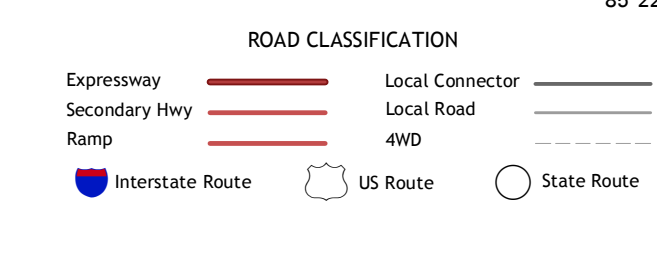 ROAD CLASSIFICATION
Expressway
Secondary Hwy
Ramp
Local Connector
Local Road
4WD
Interstate Route
US Route
State Route